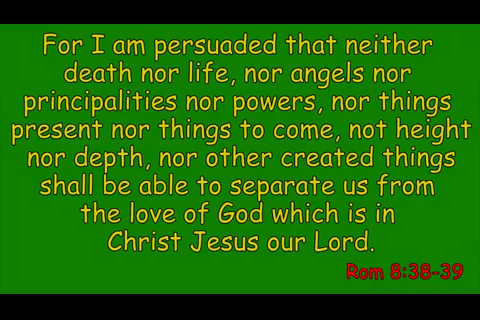 For I am persuaded that neither
death nor life, nor angels nor
principalities nor powers, nor things
present nor things to come, not height
nor depth, nor other created things
shall be able to separate us from
the love of God which is in
Christ Jesus our Lord.
Rom 8:38-39